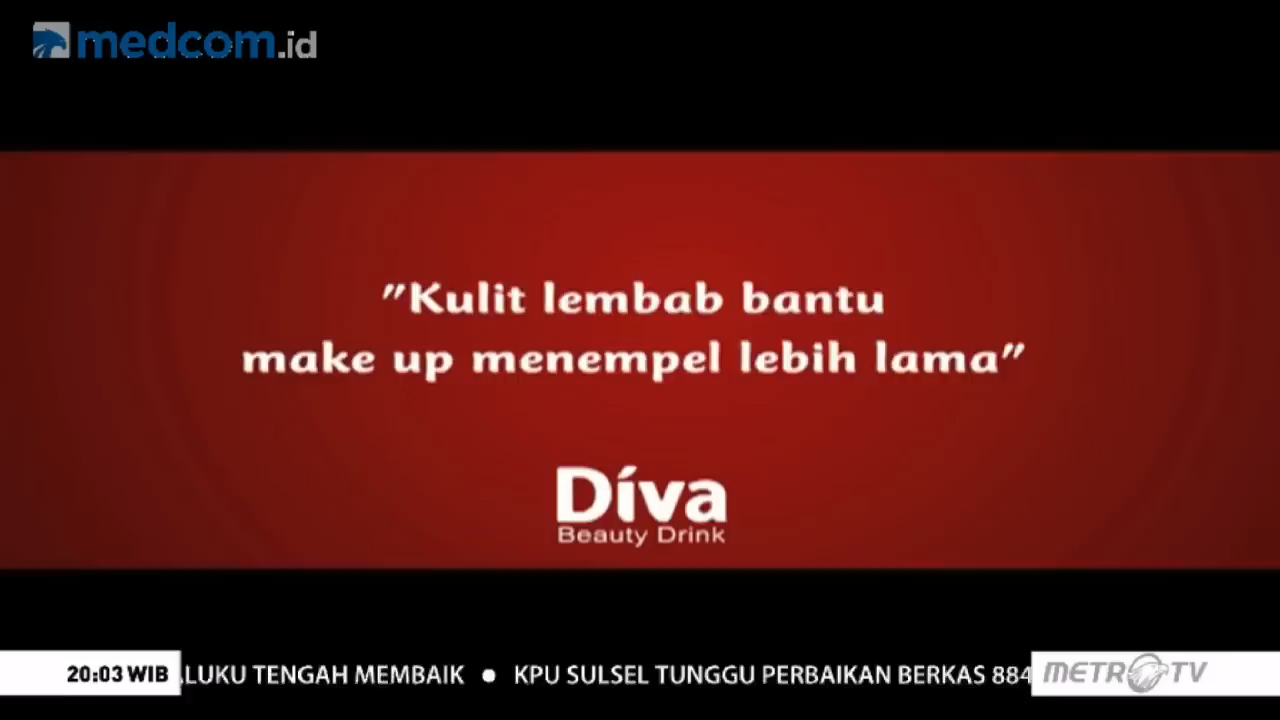 medcom.id
"Kulit lembab bantu
make up menempel lebih lama"
Díva
Beauty Drink
20:03 WIB
LUKU TENGAH MEMBAIK ● KPU SULSEL TUNGGU PERBAIKAN BERKAS 884
METRO TV